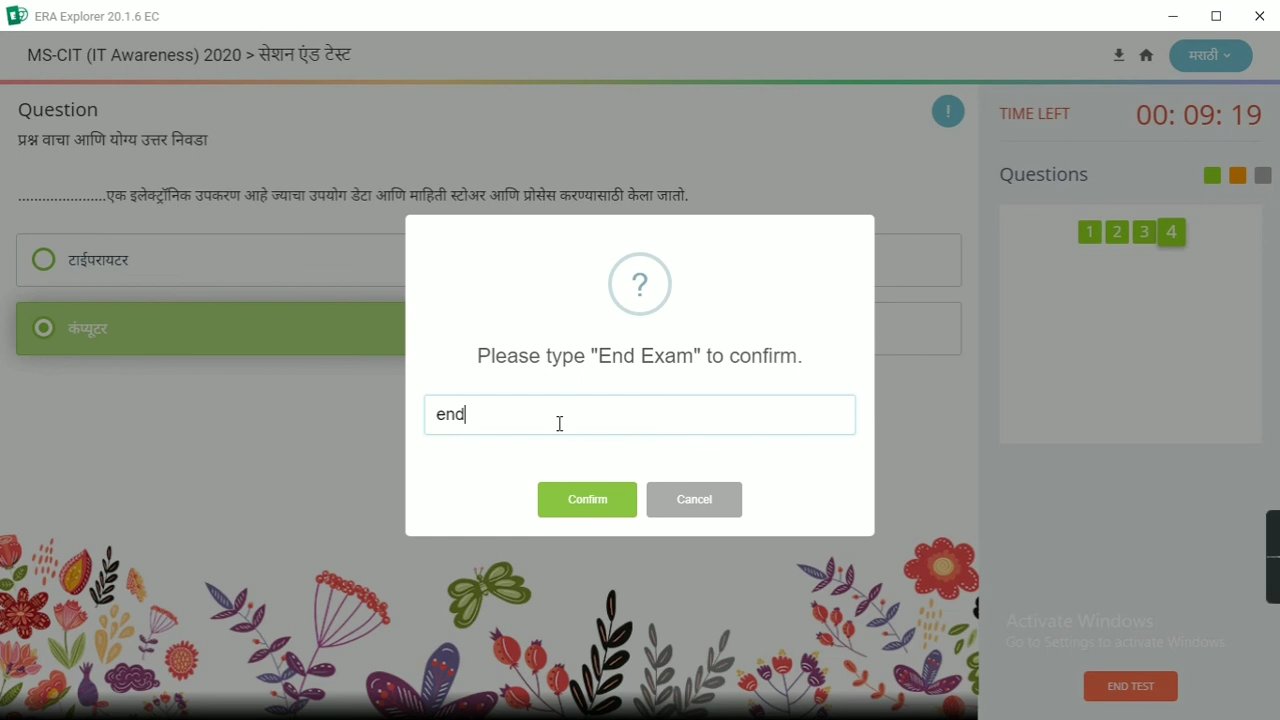 ERA Explorer 20.1.6 EC
MS-CIT (IT Awareness) 2020 > सेशन एंड टेस्ट
मराठी
Question
!
TIME LEFT
00: 09: 19
प्रश्न वाचा आणि योग्य उत्तर निवडा
Questions
......................एक इलेक्ट्रॉनिक उपकरण आहे ज्याचा उपयोग डेटा आणि माहिती स्टोअर आणि प्रोसेस करण्यासाठी केला जातो.
1 2 3 4
टाईपरायटर
कंप्यूटर
?
Please type "End Exam" to confirm.
end
Confirm
Cancel
Activate Windows
Go to Settings to activate Windows.
END TEST